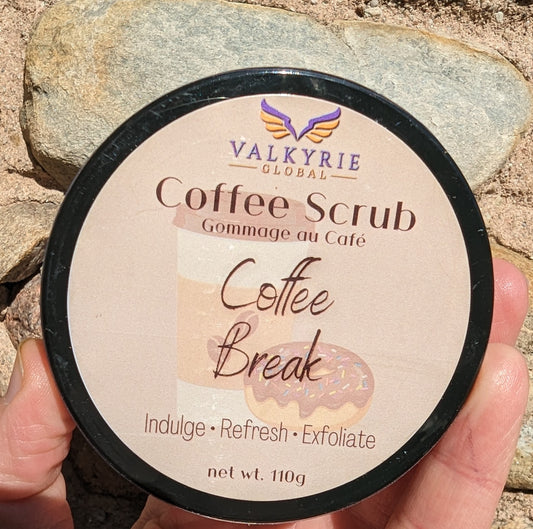 VALKYRIE
GLOBAL
Coffee Scrub
Gommage au Café
Coffee
Break
Indulge • Refresh • Exfoliate
net wt. 110g